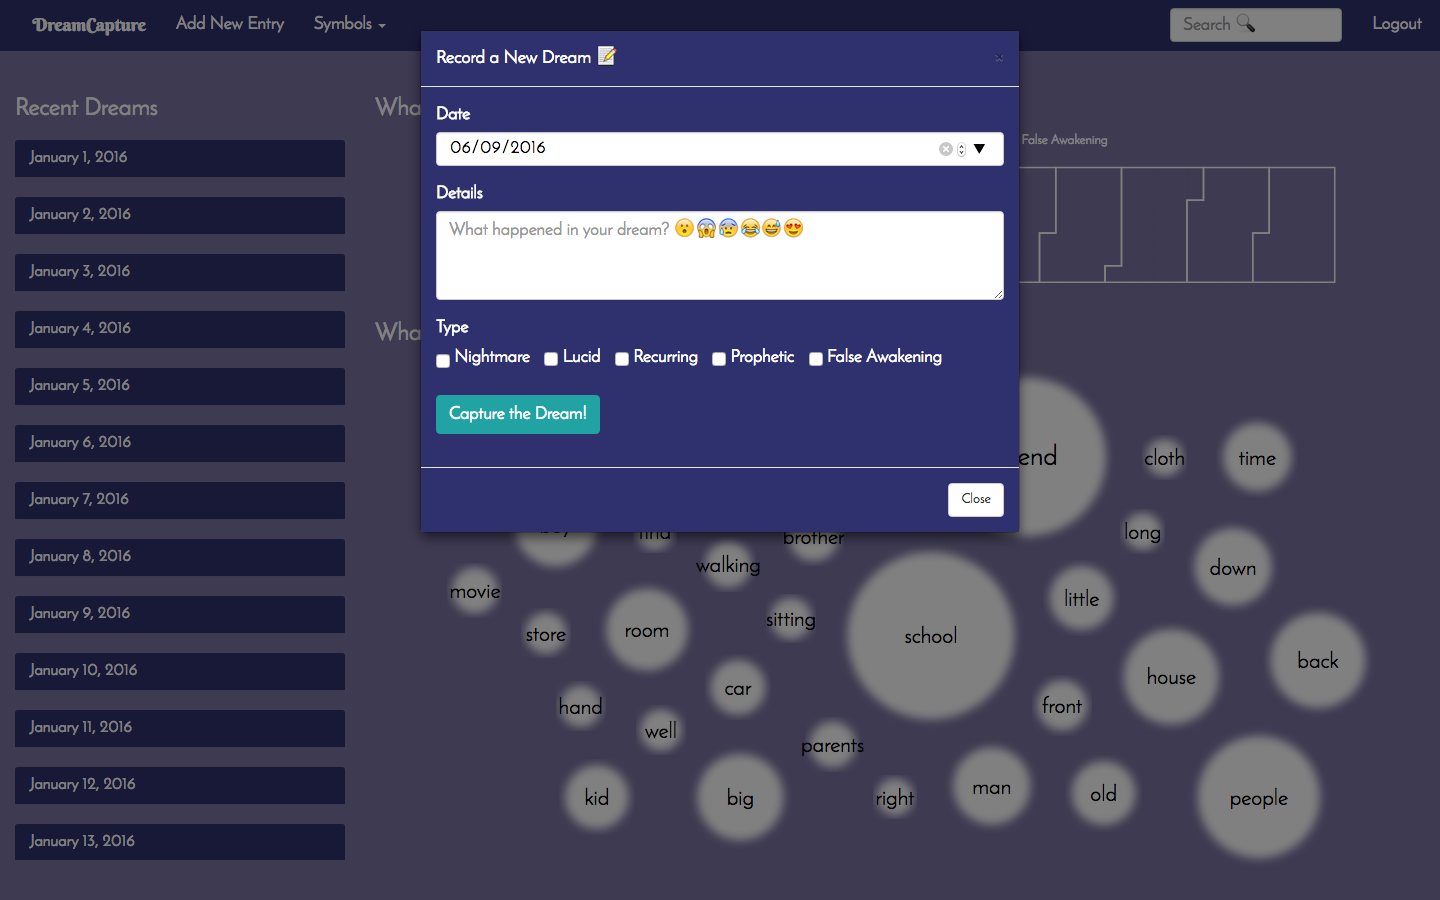 DreamCapture
Add New Entry
Symbols
Search 🔍
Logout
Record a New Dream 📝
×
Date
06/09/2016
Details
What happened in your dream? 😮😱😰😂😅😍
Type
Nightmare Lucid Recurring Prophetic False Awakening
Capture the Dream!
Close
Recent Dreams
January 1, 2016
January 2, 2016
January 3, 2016
January 4, 2016
January 5, 2016
January 6, 2016
January 7, 2016
January 8, 2016
January 9, 2016
January 10, 2016
January 11, 2016
January 12, 2016
January 13, 2016
Wha
False Awakening
Wha
end
cloth
time
find
brother
long
walking
down
movie
little
sitting
store
room
school
back
house
car
hand
front
well
parents
kid
big
right
man
old
people